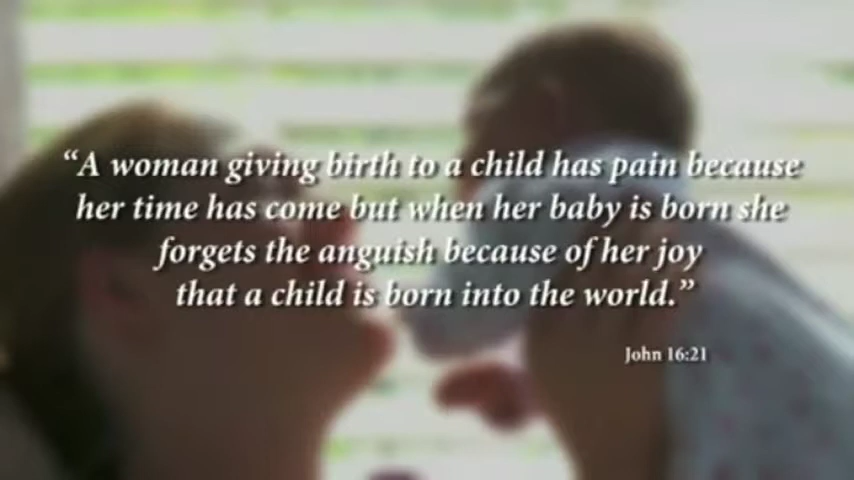 “A woman giving birth to a child has pain because
her time has come but when her baby is born she
forgets the anguish because of her joy
that a child is born into the world.”
John 16:21